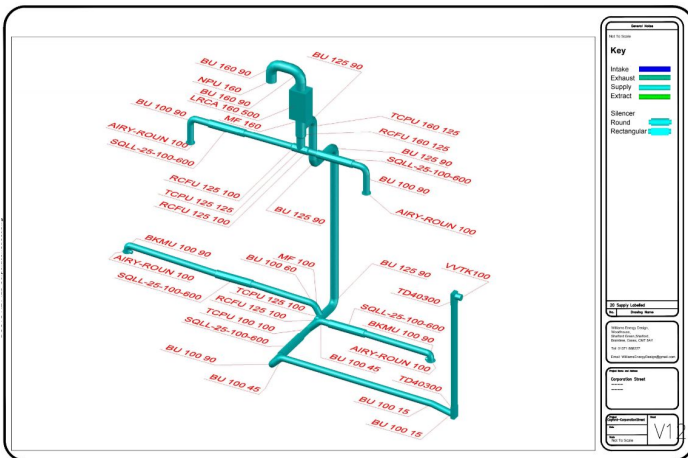 BU 160 90
NPU 160
BU 160 90
LRCA 160 500
MF 160
BU 125 90
BU 100 90
AIRY-ROUN 100
SQLL-25-100-600
TCPU 160 125
RCFU 160 125
BU 125 90
SQLL-25-100-600
BU 100 90
AIRY-ROUN 100
RCFU 125 100
TCPU 125 125
RCFU 125 100
BU 125 90
BKMU 100 90
AIRY-ROUN 100
SQLL-25-100-600
MF 100
BU 100 60
TCPU 125 100
RCFU 125 100
TCPU 100 100
SQLL-25-100-600
BU 100 90
BU 100 45
BU 125 90
VVTK100
TD40300
SQLL-25-100-600
BKMU 100 90
AIRY-ROUN 100
BU 100 45
TD40300
BU 100 15
BU 100 15
General Notes
Not To Scale
Key
Intake
Exhaust
Supply
Extract
Silencer
Round
Rectangular
20 Supply Labelled
No.
Drawing Name
Williams Energy Design,
Corporation Street
V12
Not To Scale